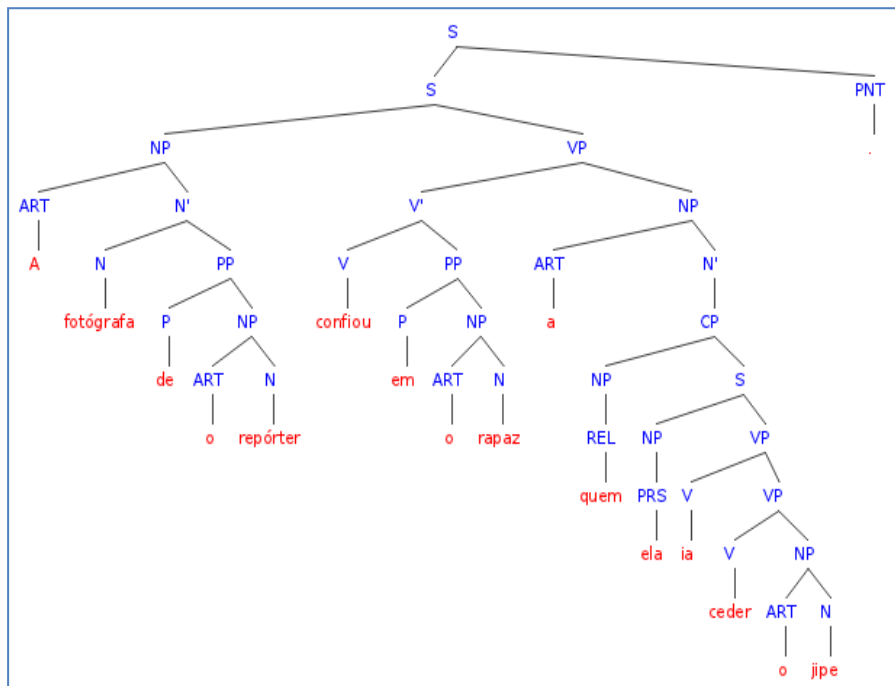 S
S PNT
.
NP VP
ART N' V' NP
A N PP V PP ART N'
fotógrafa P NP confiou P NP a CP
de ART N em ART N NP S
o repórter o rapaz REL NP VP
quem PRS V VP
ela ia V NP
ceder ART N
o jipe